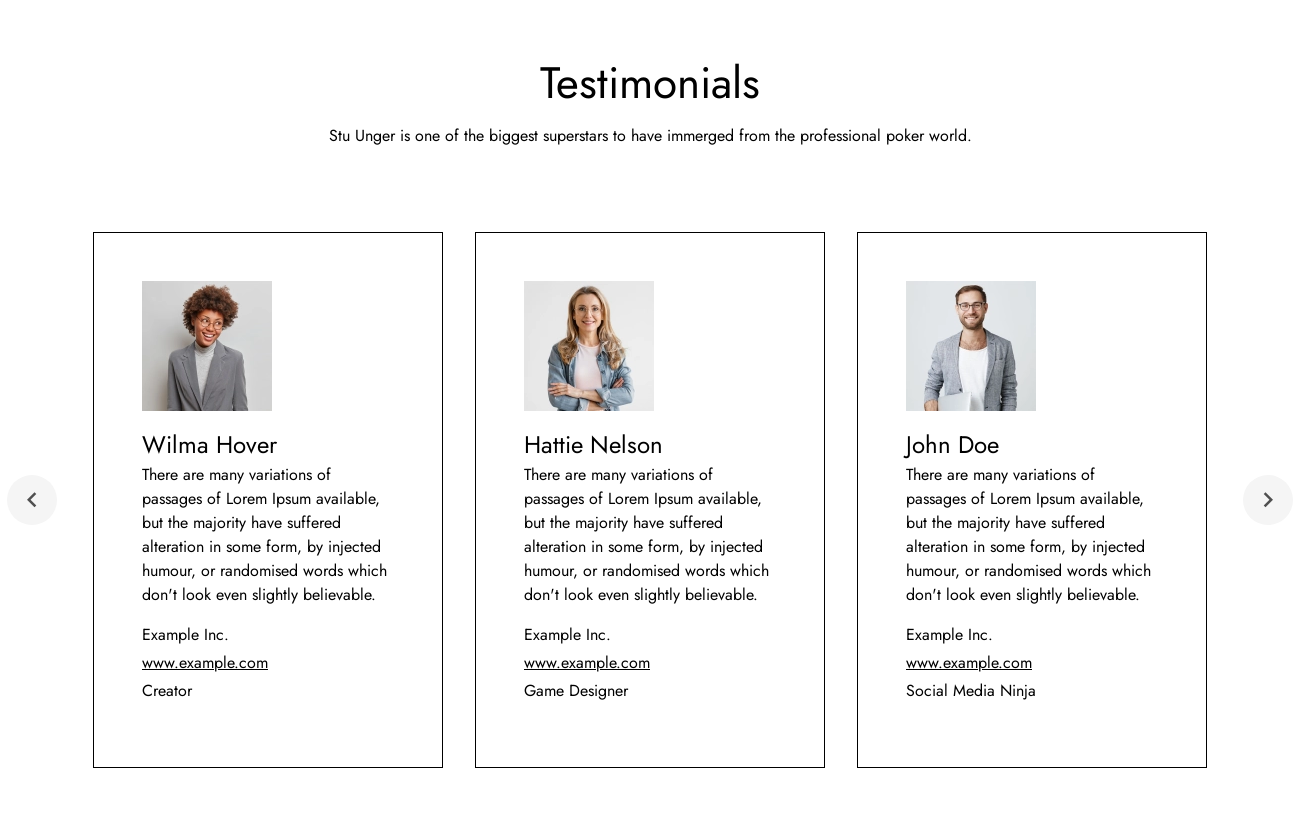 Testimonials
Stu Unger is one of the biggest superstars to have immerged from the professional poker world.
Wilma Hover
There are many variations of
passages of Lorem Ipsum available,
but the majority have suffered
alteration in some form, by injected
humour, or randomised words which
don't look even slightly believable.
Example Inc.
www.example.com
Creator
Hattie Nelson
There are many variations of
passages of Lorem Ipsum available,
but the majority have suffered
alteration in some form, by injected
humour, or randomised words which
don't look even slightly believable.
Example Inc.
www.example.com
Game Designer
John Doe
There are many variations of
passages of Lorem Ipsum available,
but the majority have suffered
alteration in some form, by injected
humour, or randomised words which
don't look even slightly believable.
Example Inc.
www.example.com
Social Media Ninja